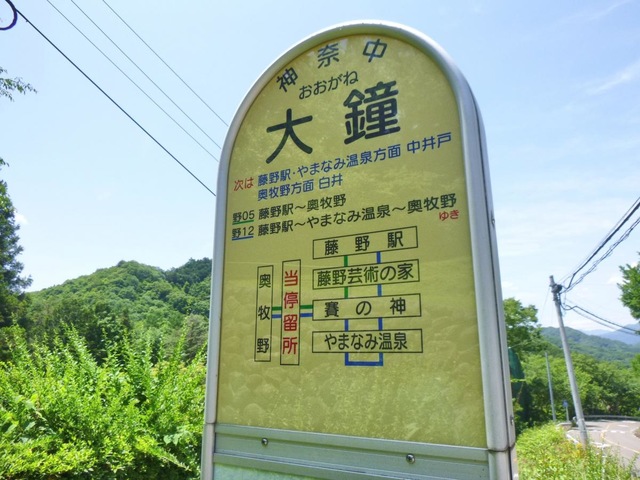 神奈中
おおがね
大鐘
次は 藤野駅・やまなみ温泉方面 中井戸
奥牧野方面 臼井
野05 藤野駅～奥牧野
野12 藤野駅～やまなみ温泉～奥牧野
ゆき
藤野駅
藤野芸術の家
賽の神
やまなみ温泉
当停留所
奥牧野